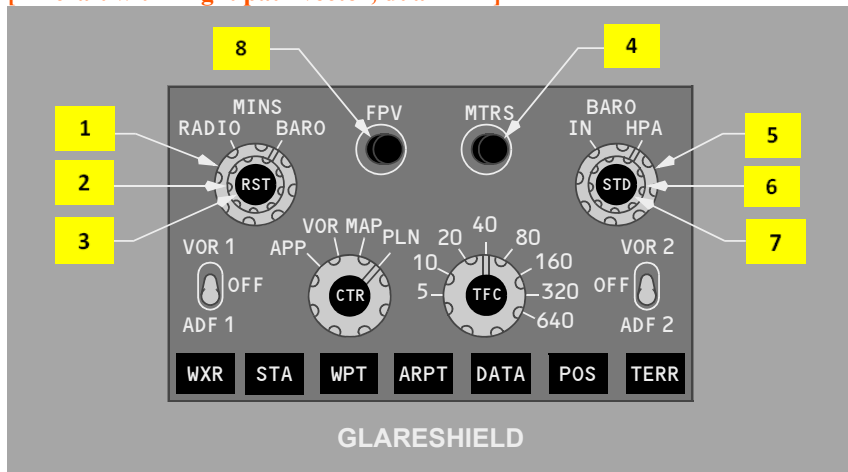 8
4
1
2
3
5
6
7
MINS
RADIO BARO
RST
FPV
MTRS
BARO
IN HPA
STD
VOR 1
OFF
ADF 1
APP VOR MAP PLN
CTR
5 10 20 40 80 160 320 640
TFC
VOR 2
OFF
ADF 2
WXR STA WPT ARPT DATA POS TERR
GLARESHIELD